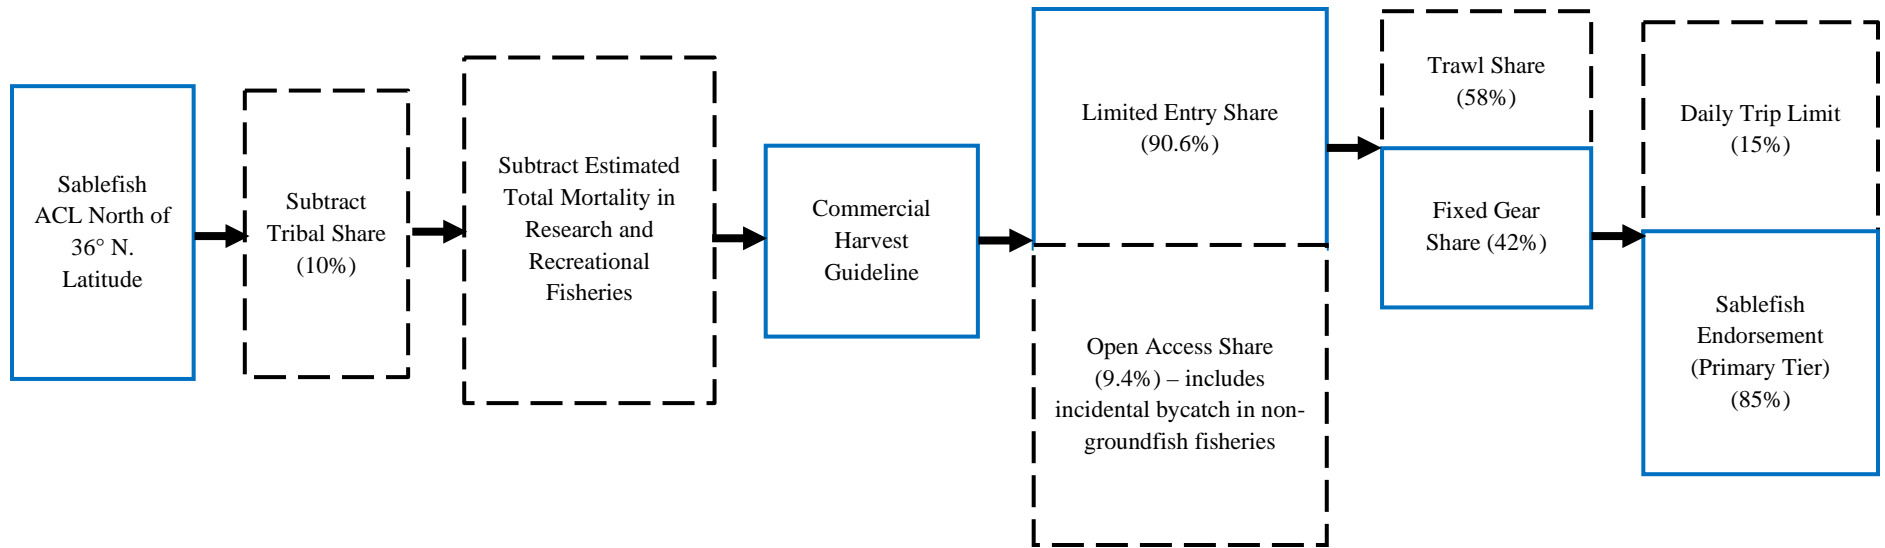 Sablefish
ACL North of
36° N.
Latitude
Subtract
Tribal Share
(10%)
Subtract Estimated
Total Mortality in
Research and
Recreational
Fisheries
Commercial
Harvest
Guideline
Limited Entry Share
(90.6%)
Open Access Share
(9.4%) – includes
incidental bycatch in non-
groundfish fisheries
Trawl Share
(58%)
Fixed Gear
Share (42%)
Daily Trip Limit
(15%)
Sablefish
Endorsement
(Primary Tier)
(85%)